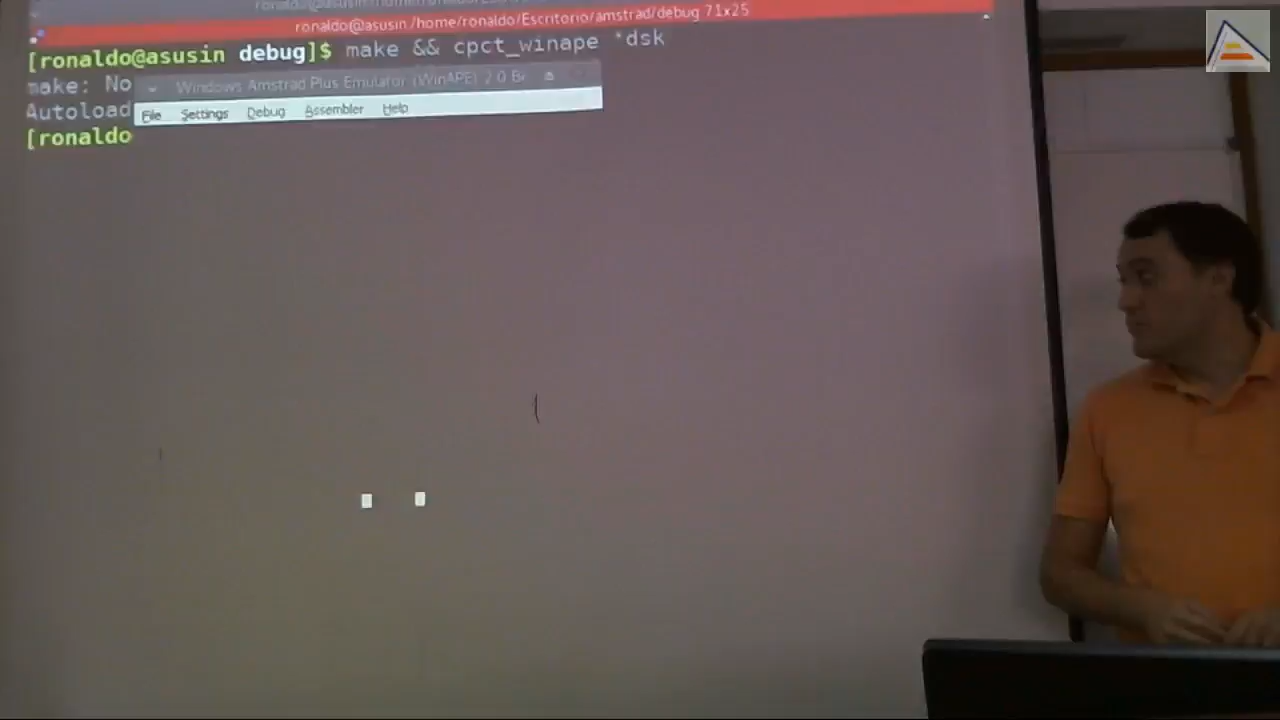 ronaldo@asusin:/home/ronaldo/Escritorio/amstrad/debug 71x25
[ronaldo@asusin debug]$ make && cpct_winape *dsk
make: No
Windows Amstrad Plus Emulator (WinAPE) 2.0 Be
Autoload
File Settings Debug Assembler Help
[ronaldo